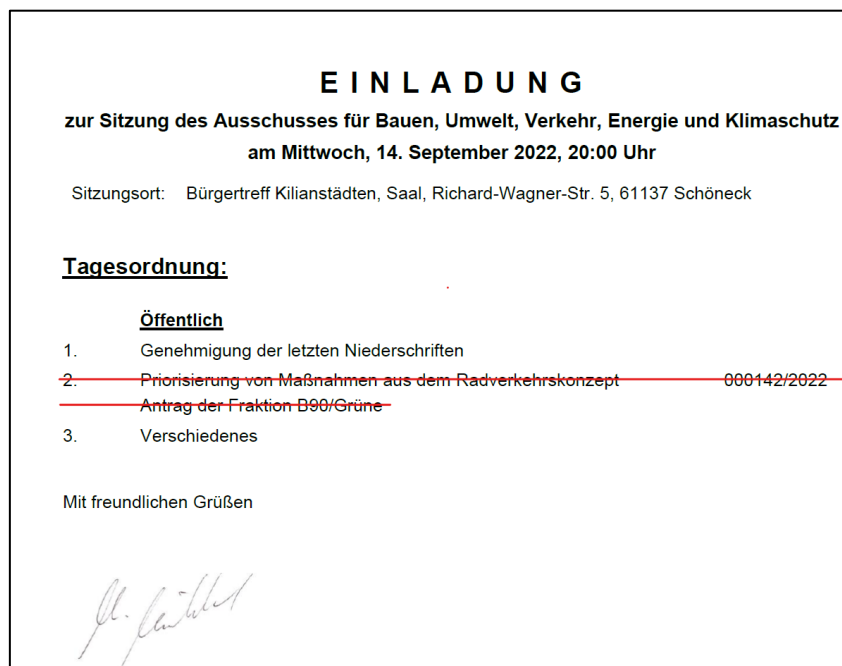 E I N L A D U N G
zur Sitzung des Ausschusses für Bauen, Umwelt, Verkehr, Energie und Klimaschutz
am Mittwoch, 14. September 2022, 20:00 Uhr
Sitzungsort: Bürgertreff Kilianstädten, Saal, Richard-Wagner-Str. 5, 61137 Schöneck
Tagesordnung:
Öffentlich
1. Genehmigung der letzten Niederschriften
2. Priorisierung von Maßnahmen aus dem Radverkehrskonzept 000142/2022
Antrag der Fraktion B90/Grüne
3. Verschiedenes
Mit freundlichen Grüßen